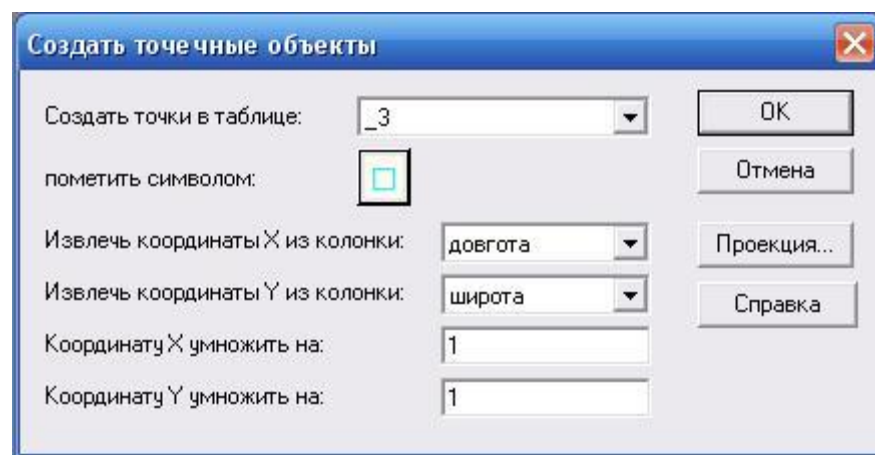 Создать точечные объекты
Создать точки в таблице: _3 OK
пометить символом: Отмена
Извлечь координаты X из колонки: довгота Проекция...
Извлечь координаты Y из колонки: широта Справка
Координату X умножить на: 1
Координату Y умножить на: 1